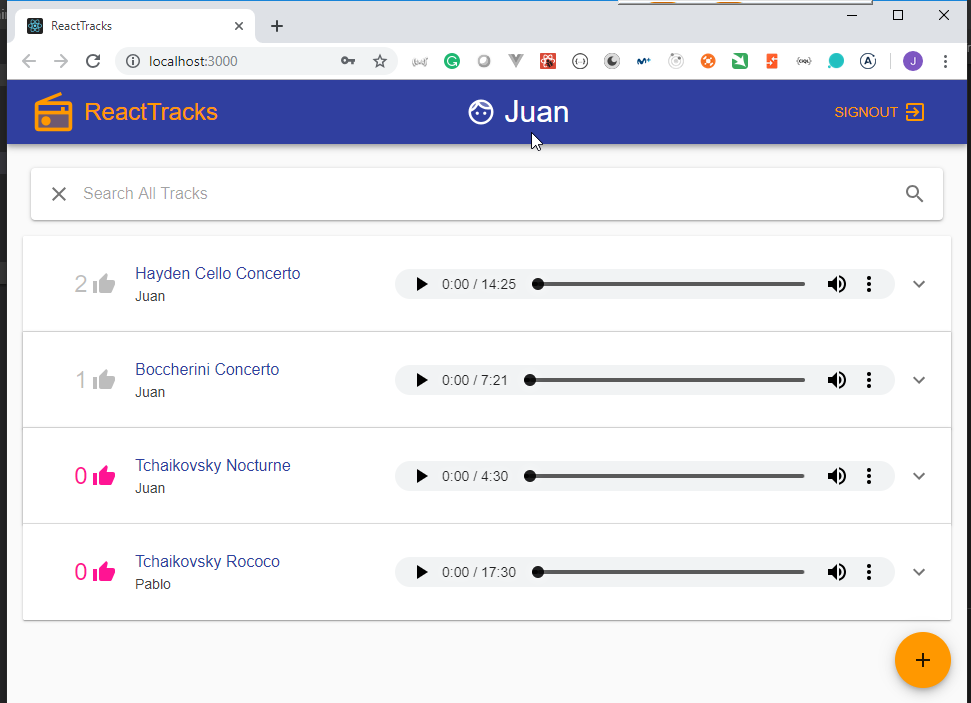 ReactTracks
localhost:3000
J
ReactTracks
Juan
SIGNOUT
Search All Tracks
2
Hayden Cello Concerto
Juan
0:00 / 14:25
1
Boccherini Concerto
Juan
0:00 / 7:21
0
Tchaikovsky Nocturne
Juan
0:00 / 4:30
0
Tchaikovsky Rococo
Pablo
0:00 / 17:30